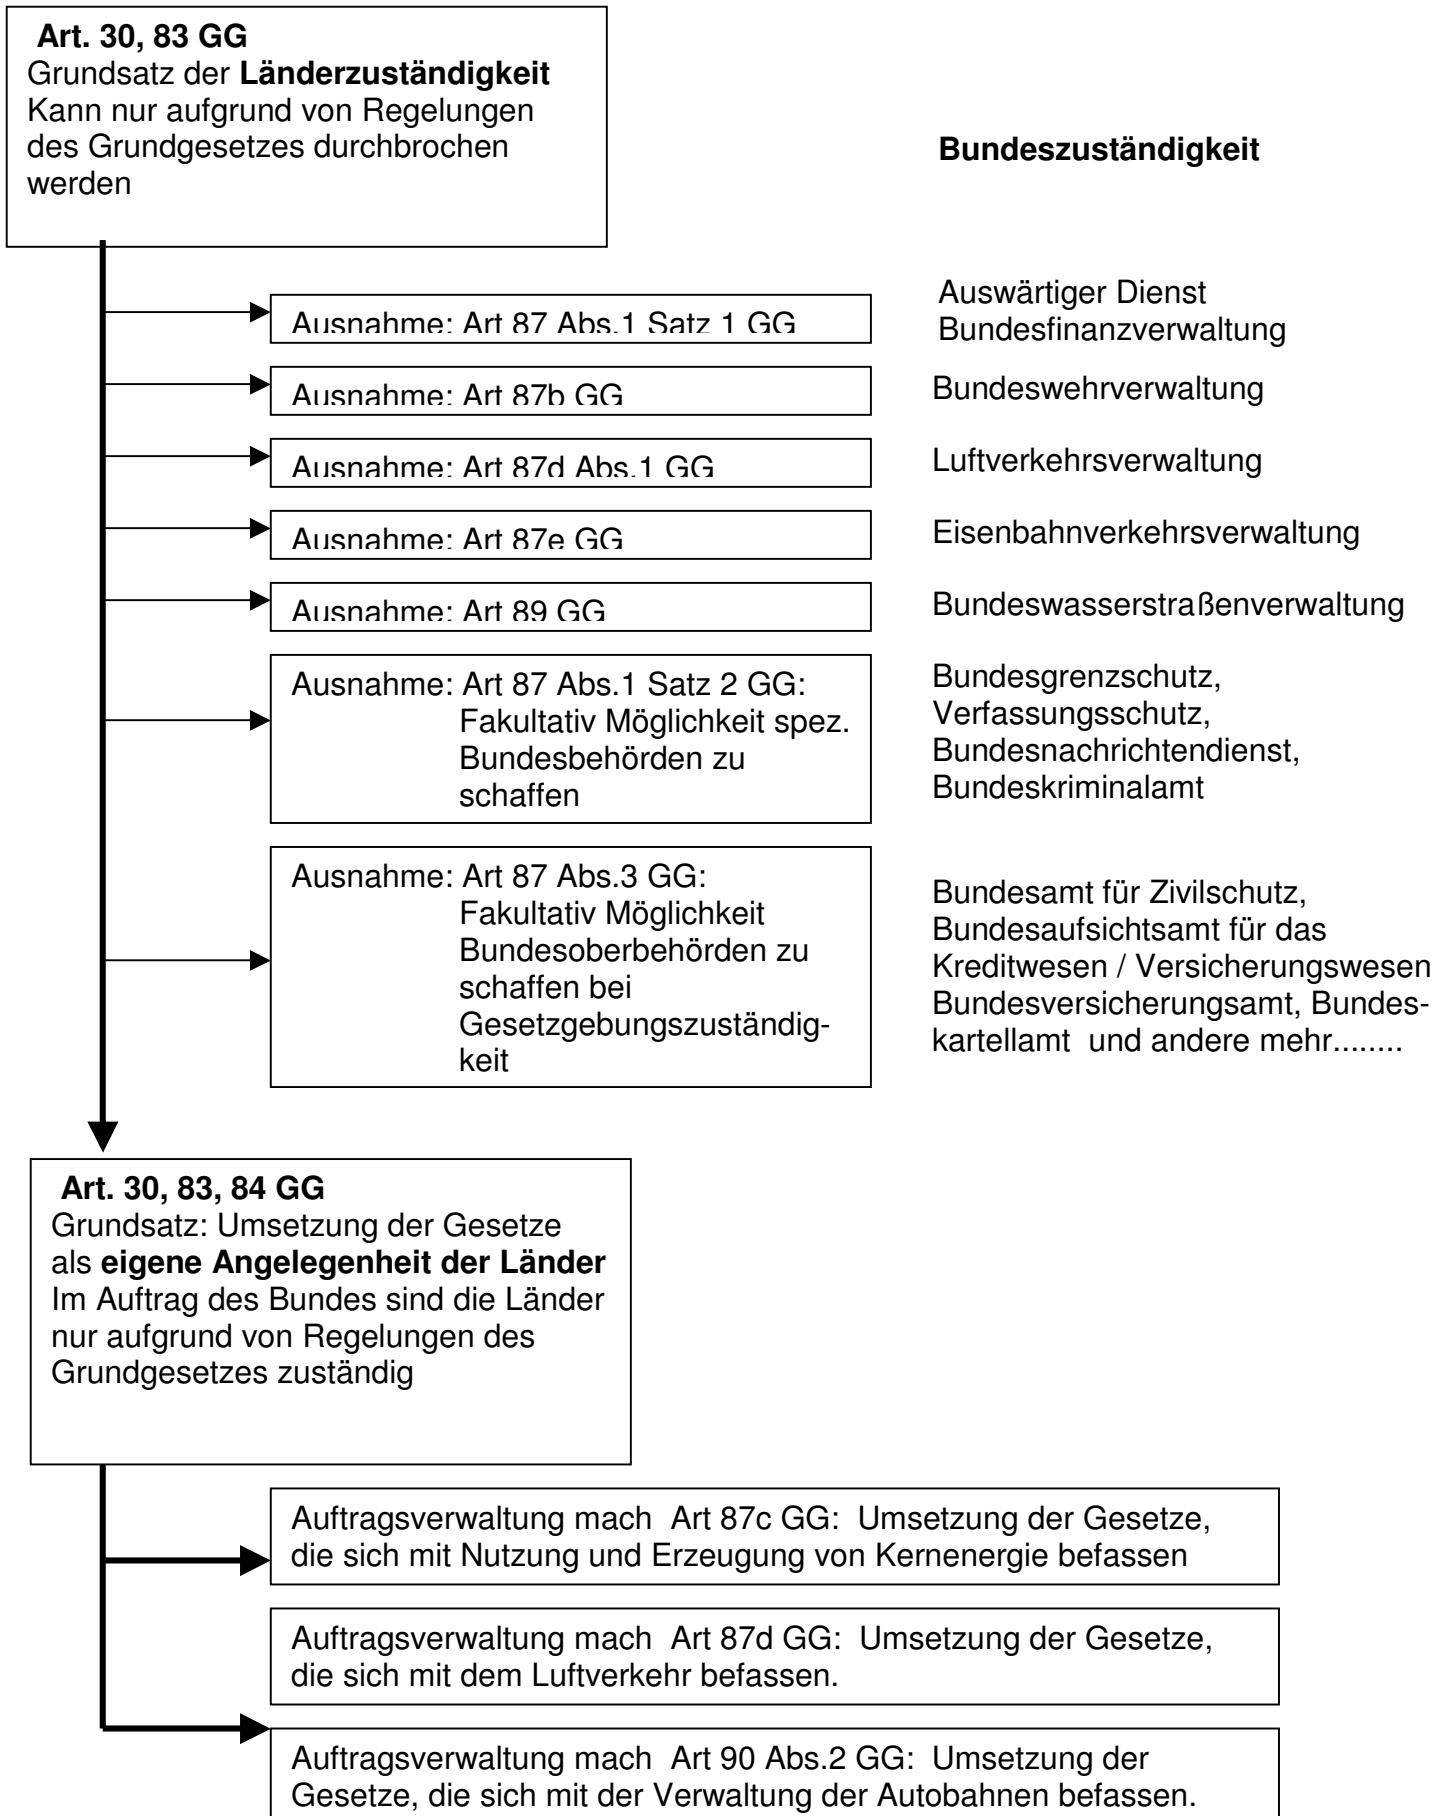 Art. 30, 83 GG
Grundsatz der Länderzuständigkeit
Kann nur aufgrund von Regelungen
des Grundgesetzes durchbrochen
werden
Bundeszuständigkeit
Ausnahme: Art 87 Abs.1 Satz 1 GG
Auswärtiger Dienst
Bundesfinanzverwaltung
Ausnahme: Art 87b GG
Bundeswehrverwaltung
Ausnahme: Art 87d Abs.1 GG
Luftverkehrsverwaltung
Ausnahme: Art 87e GG
Eisenbahnverkehrsverwaltung
Ausnahme: Art 89 GG
Bundeswasserstraßenverwaltung
Ausnahme: Art 87 Abs.1 Satz 2 GG:
Fakultativ Möglichkeit spez.
Bundesbehörden zu
schaffen
Bundesgrenzschutz,
Verfassungsschutz,
Bundesnachrichtendienst,
Bundeskriminalamt
Ausnahme: Art 87 Abs.3 GG:
Fakultativ Möglichkeit
Bundesoberbehörden zu
schaffen bei
Gesetzgebungszuständig-
keit
Bundesamt für Zivilschutz,
Bundesaufsichtsamt für das
Kreditwesen / Versicherungswesen
Bundesversicherungsamt, Bundes-
kartellamt  und andere mehr........
Art. 30, 83, 84 GG
Grundsatz: Umsetzung der Gesetze
als eigene Angelegenheit der Länder
Im Auftrag des Bundes sind die Länder
nur aufgrund von Regelungen des
Grundgesetzes zuständig
Auftragsverwaltung mach  Art 87c GG:  Umsetzung der Gesetze,
die sich mit Nutzung und Erzeugung von Kernenergie befassen
Auftragsverwaltung mach  Art 87d GG:  Umsetzung der Gesetze,
die sich mit dem Luftverkehr befassen.
Auftragsverwaltung mach  Art 90 Abs.2 GG:  Umsetzung der
Gesetze, die sich mit der Verwaltung der Autobahnen befassen.